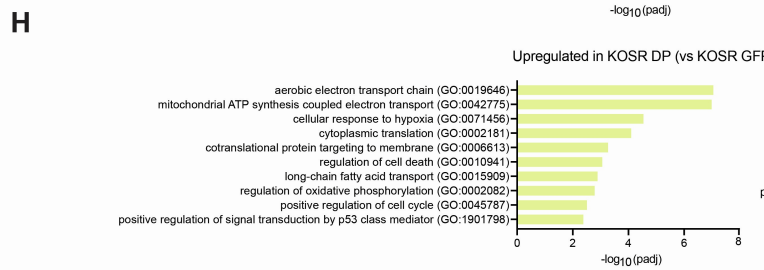 H
-log10(padj)
Upregulated in KOSR DP (vs KOSR GF
aerobic electron transport chain (GO:0019646)
mitochondrial ATP synthesis coupled electron transport (GO:0042775)
cellular response to hypoxia (GO:0071456)
cytoplasmic translation (GO:0002181)
cotranslational protein targeting to membrane (GO:0006613)
regulation of cell death (GO:0010941)
long-chain fatty acid transport (GO:0015909)
regulation of oxidative phosphorylation (GO:0002082)
positive regulation of cell cycle (GO:0045787)
positive regulation of signal transduction by p53 class mediator (GO:1901798)
0 2 4 6 8
-log10(padj)